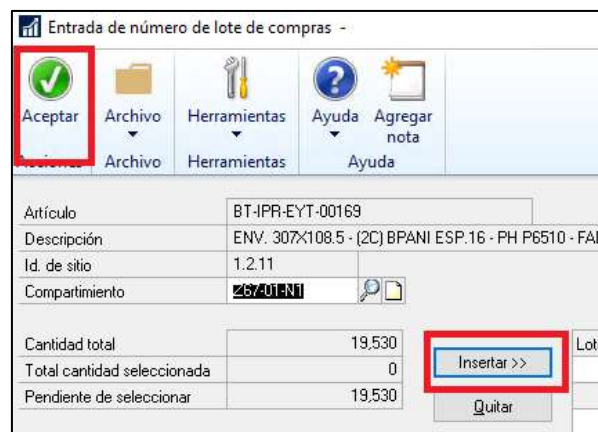 Entrada de número de lote de compras -
Aceptar Archivo Herramientas Ayuda Agregar nota
Acciones Archivo Herramientas Ayuda
Artículo BT-IPR-EYT-00169
Descripción ENV. 307X108.5 - (2C) BPANI ESP.16 - PH P6510 - FA
Id. de sitio 1.2.11
Compartimiento Z67-01-N1
Cantidad total 19,530
Total cantidad seleccionada 0
Pendiente de seleccionar 19,530
Insertar >>
Quitar
Lot